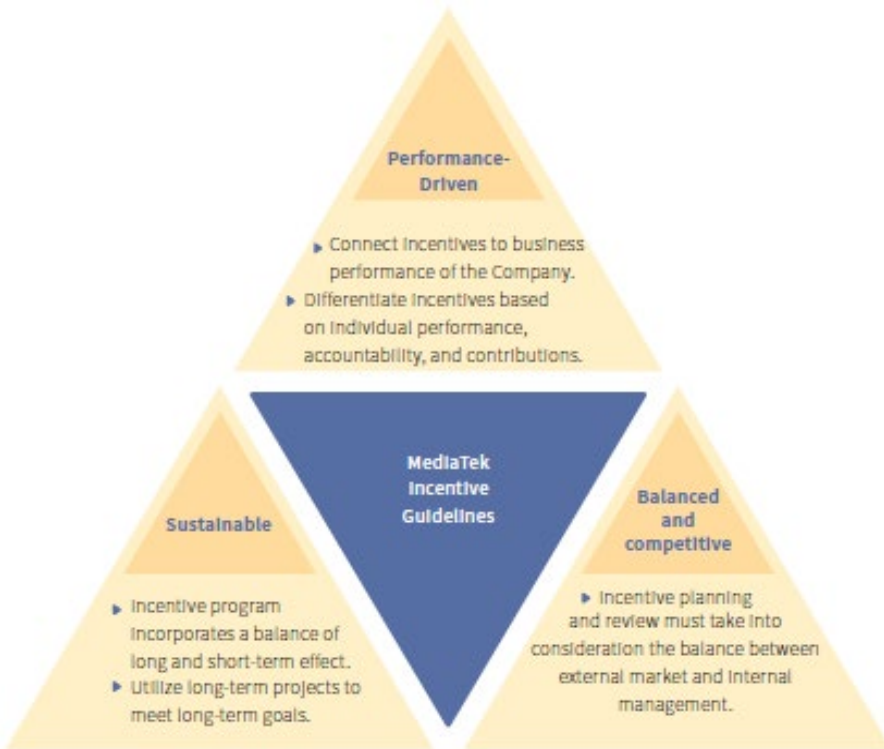 Performance-
Driven
Connect incentives to business
performance of the Company.
Differentiate incentives based
on individual performance,
accountability, and contributions.
MediaTek
Incentive
Guidelines
Sustainable
Incentive program
incorporates a balance of
long and short-term effect.
Utilize long-term projects to
meet long-term goals.
Balanced
and
competitive
Incentive planning
and review must take into
consideration the balance between
external market and internal
management.